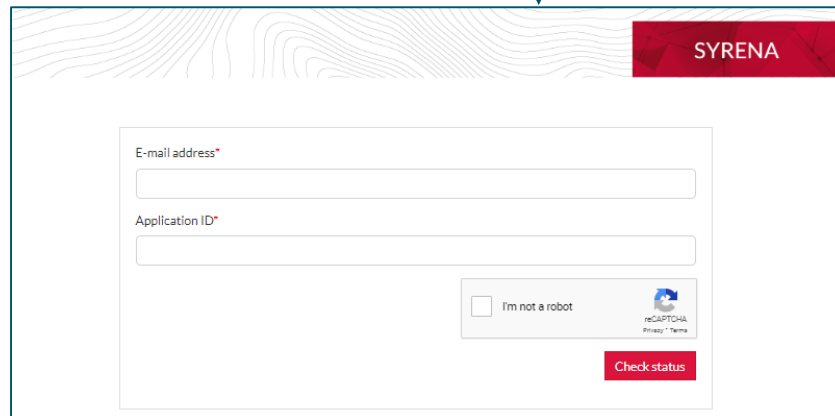 SYRENA
E-mail address*
Application ID*
I'm not a robot
reCAPTCHA
Privacy * Terms
Check status